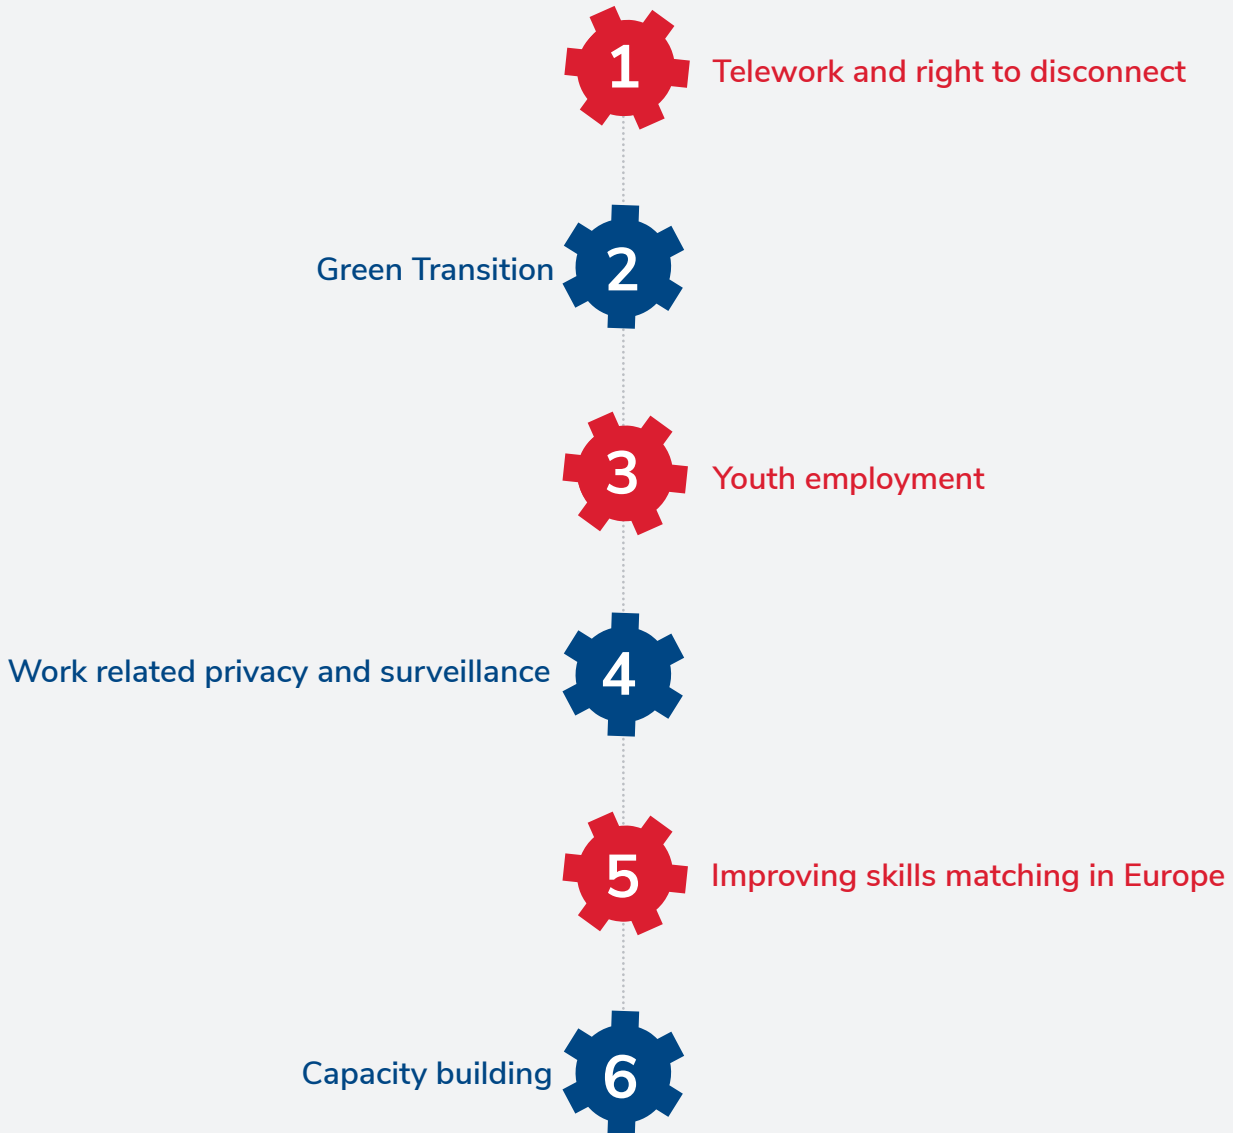 1 Telework and right to disconnect
Green Transition 2
3 Youth employment
Work related privacy and surveillance 4
5 Improving skills matching in Europe
Capacity building 6